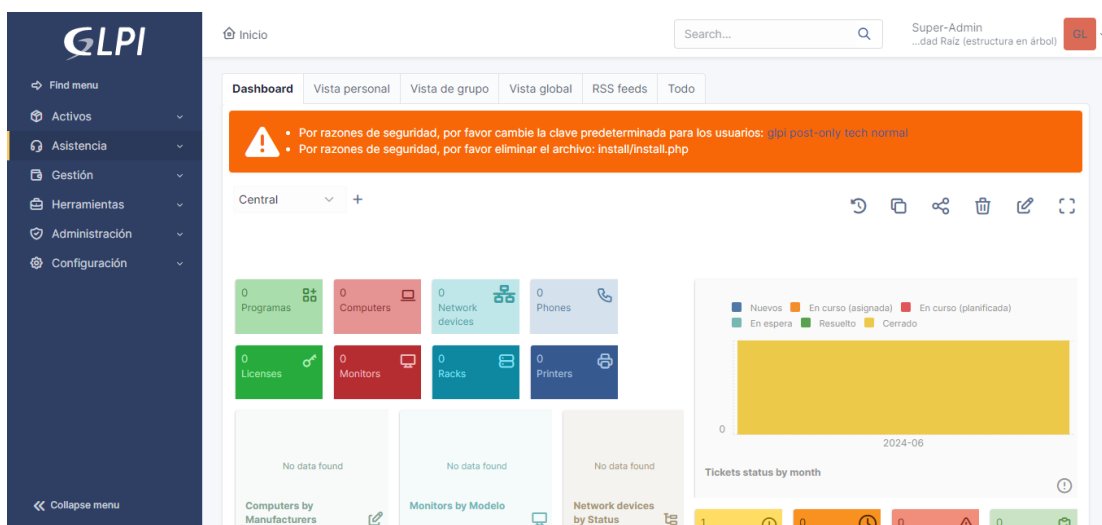 GLPI
Inicio
Search...
Super-Admin
...dad Raíz (estructura en árbol)
GL
Find menu
Activos
Asistencia
Gestión
Herramientas
Administración
Configuración
Collapse menu
Dashboard
Vista personal
Vista de grupo
Vista global
RSS feeds
Todo
Por razones de seguridad, por favor cambie la clave predeterminada para los usuarios: glpi post-only tech normal
Por razones de seguridad, por favor eliminar el archivo: install/install.php
Central
0
Programas
0
Computers
0
Network
devices
0
Phones
0
Licenses
0
Monitors
0
Racks
0
Printers
No data found
Computers by
Manufacturers
No data found
Monitors by Modelo
No data found
Network devices
by Status
Nuevos En curso (asignada) En curso (planificada)
En espera Resuelto Cerrado
0
2024-06
Tickets status by month
1
0
0
0